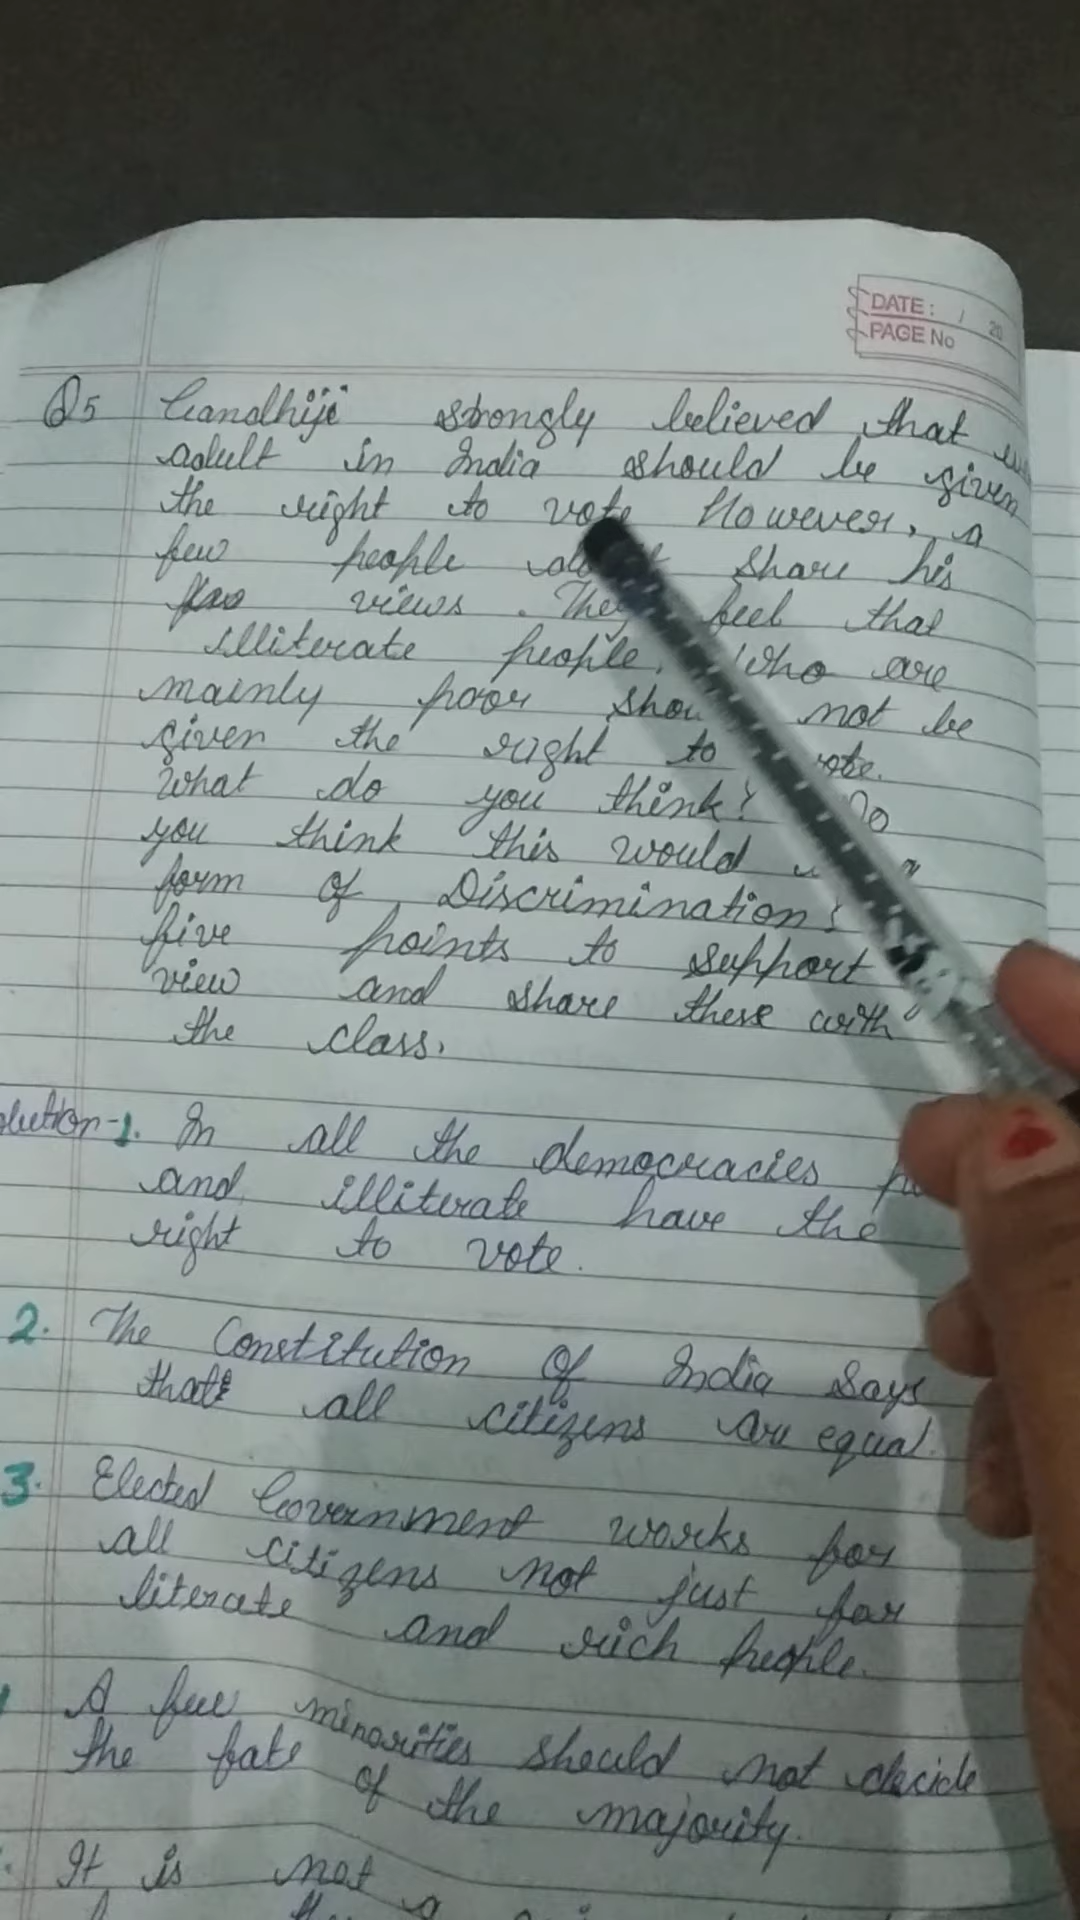 DATE: / 20
PAGE No
Q5 Gandhiji strongly believed that
adult in India should be given
the right to vote However, a
few people share his
views. They feel that
illiterate people, who are
mainly poor not be
given the right to vote.
What do you think? Do
you think this would
form of Discrimination?
five points to support
view and share these with
the class.
1. In all the democracies
and illiterate have the
right to vote.
2. The Constitution Of India Says
that all citizens are equal.
3. Elected Government works for
all citizens not just for
literate and rich people.
A few minorities should not decide
the fate of the majority.
It is not a